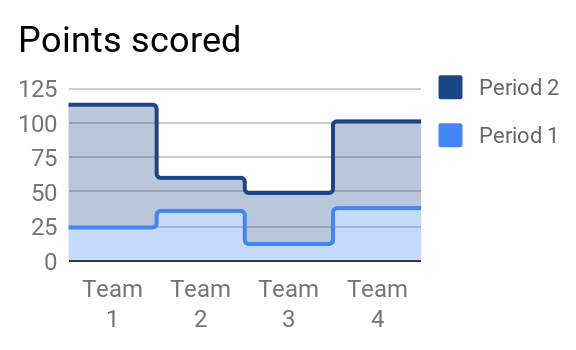 Points scored
125
100
75
50
25
0
Team 1
Team 2
Team 3
Team 4
Period 2
Period 1